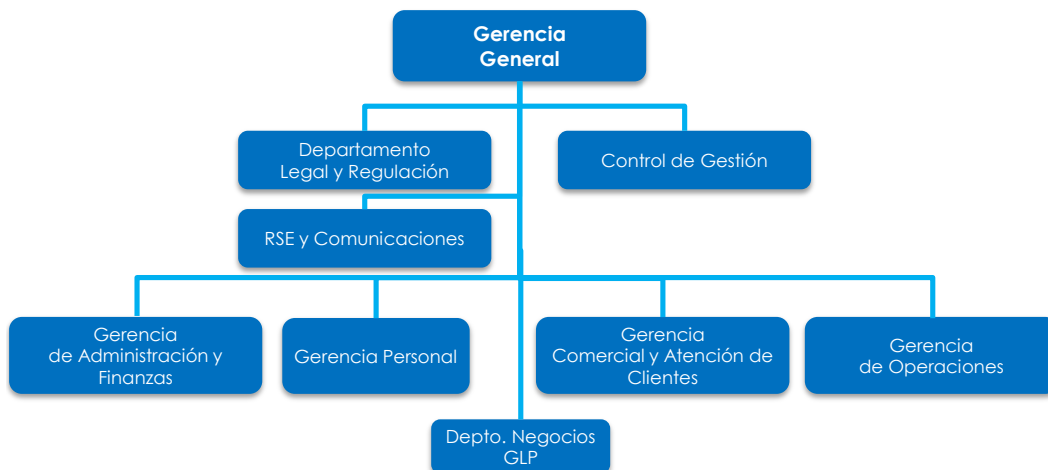 Gerencia
General
Departamento
Legal y Regulación
Control de Gestión
RSE y Comunicaciones
Gerencia
de Administración y
Finanzas
Gerencia Personal
Gerencia
Comercial y Atención de
Clientes
Gerencia
de Operaciones
Depto. Negocios
GLP